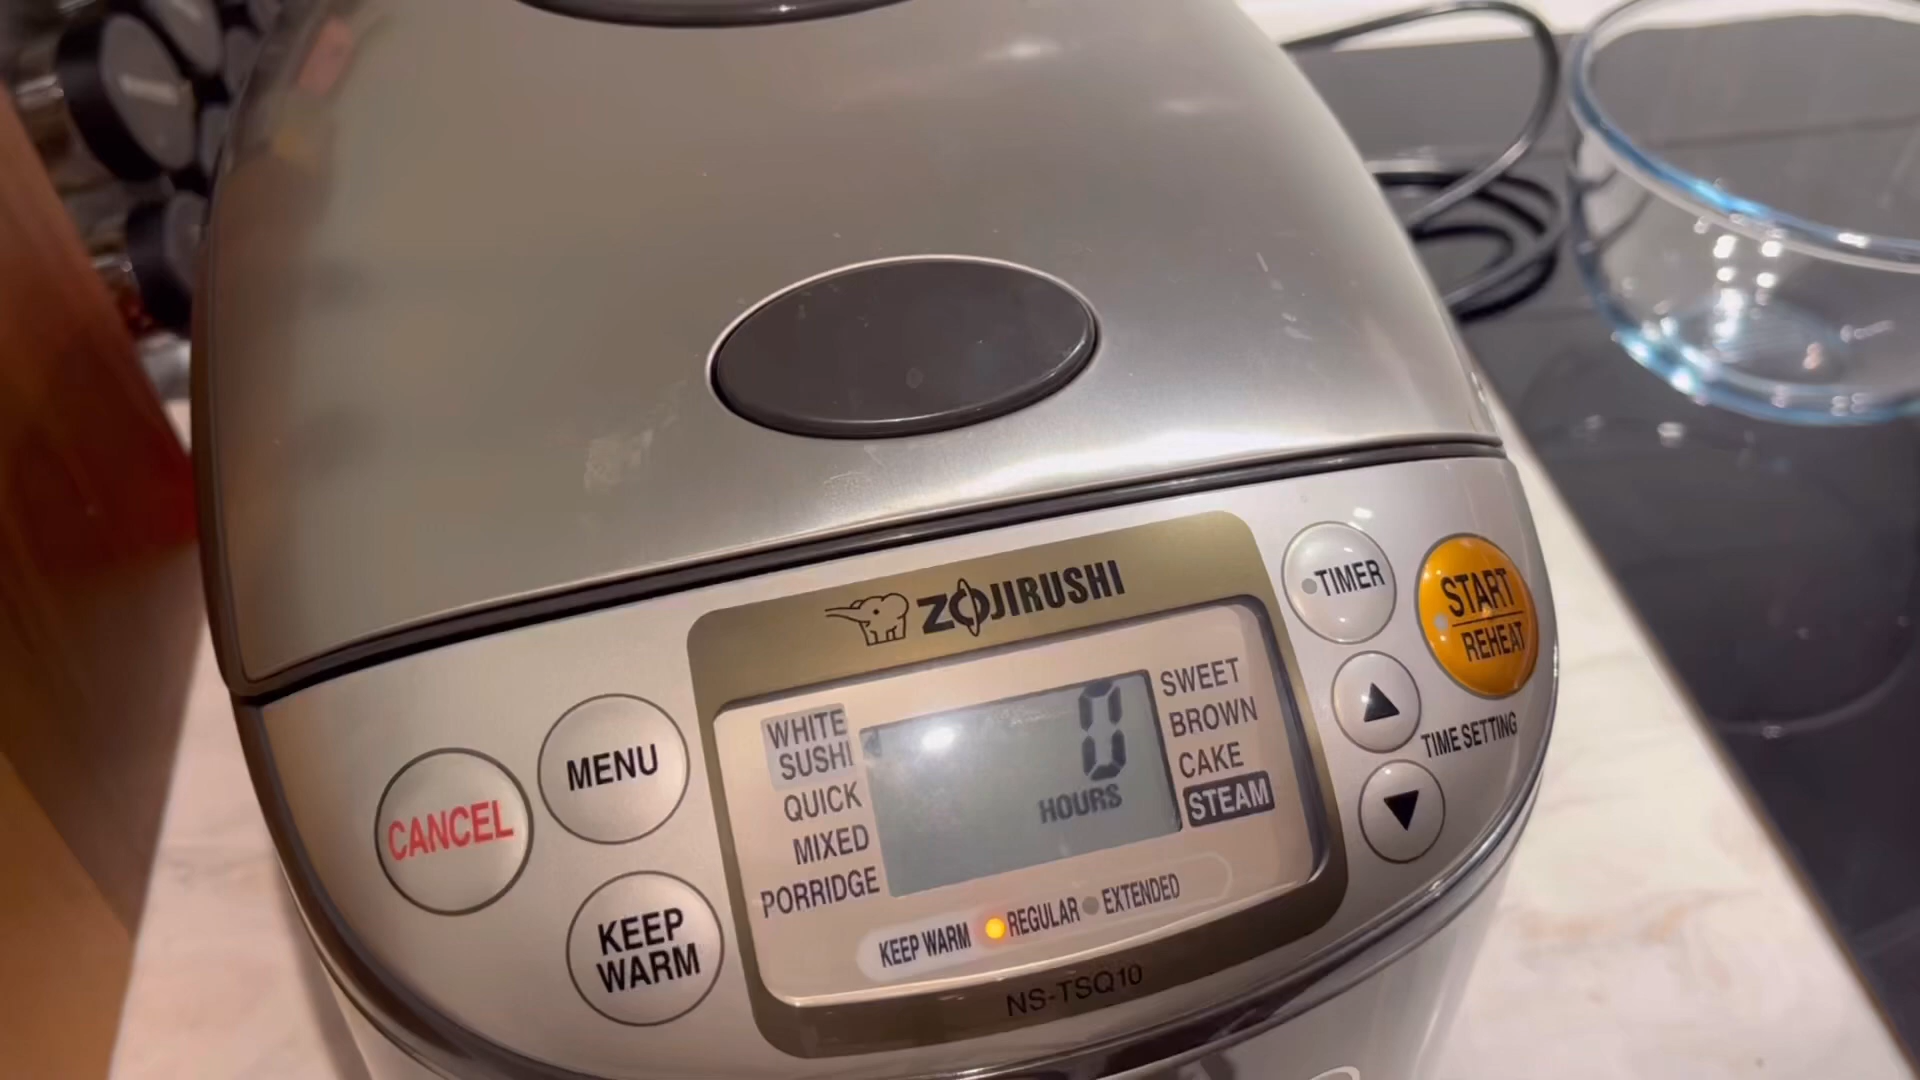 ZOJIRUSHI
TIMER
START
REHEAT
TIME SETTING
MENU
CANCEL
KEEP
WARM
WHITE
SUSHI
QUICK
MIXED
PORRIDGE
0
HOURS
SWEET
BROWN
CAKE
STEAM
KEEP WARM REGULAR EXTENDED
NS-TSQ10